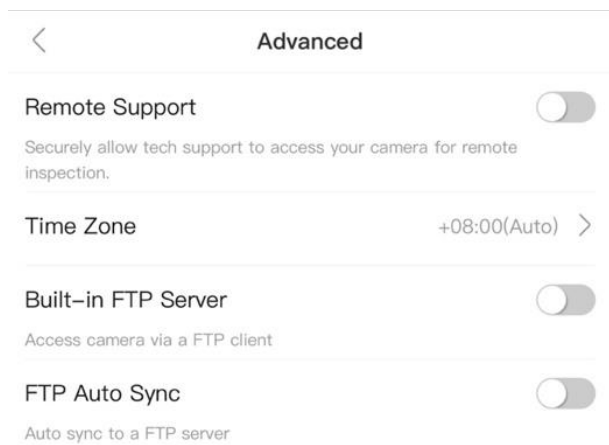 Advanced
Remote Support
Securely allow tech support to access your camera for remote
inspection.
Time Zone +08:00(Auto)
Built-in FTP Server
Access camera via a FTP client
FTP Auto Sync
Auto sync to a FTP server